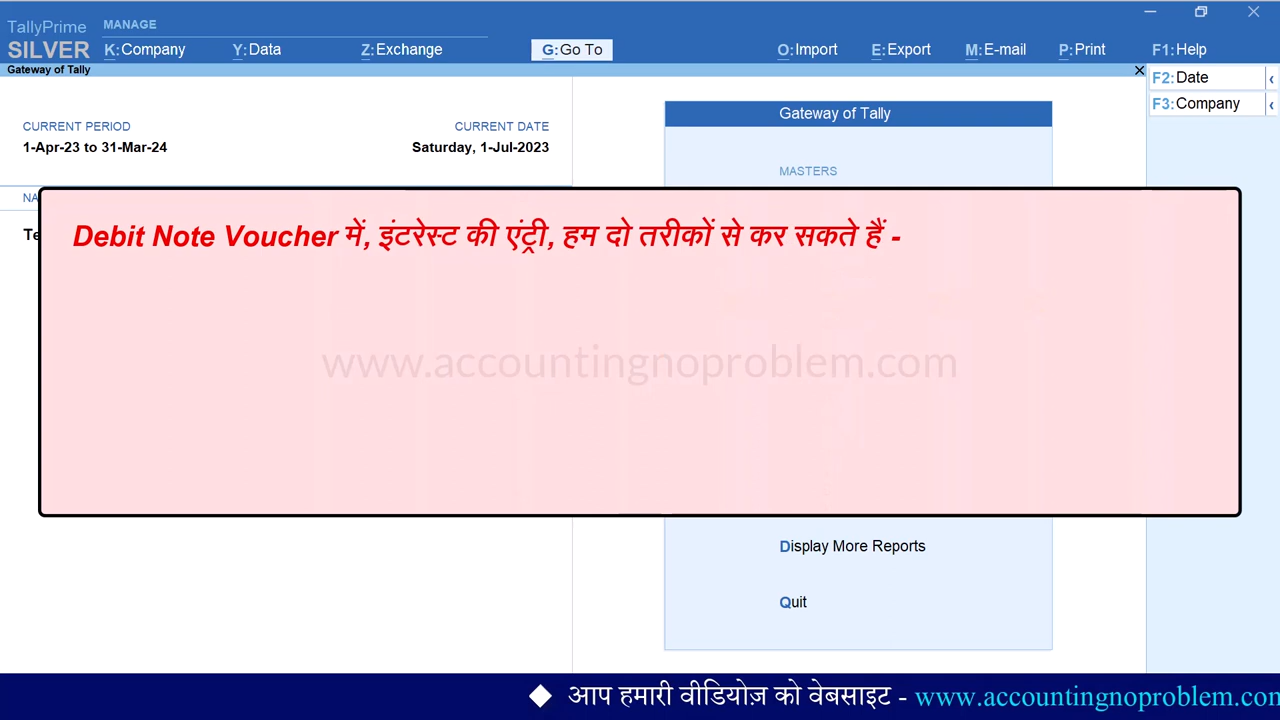 TallyPrime
SILVER
MANAGE
K:Company Y:Data Z:Exchange G:Go To O:Import E:Export M:E-mail P:Print F1:Help
Gateway of Tally
F2:Date
F3:Company
CURRENT PERIOD
1-Apr-23 to 31-Mar-24
CURRENT DATE
Saturday, 1-Jul-2023
Gateway of Tally
MASTERS
NA
Te
Debit Note Voucher में, इंटरेस्ट की एंट्री, हम दो तरीकों से कर सकते हैं -
www.accountingnoproblem.com
Display More Reports
Quit
◆ आप हमारी वीडियोज़ को वेबसाइट - www.accountingnoproblem.com